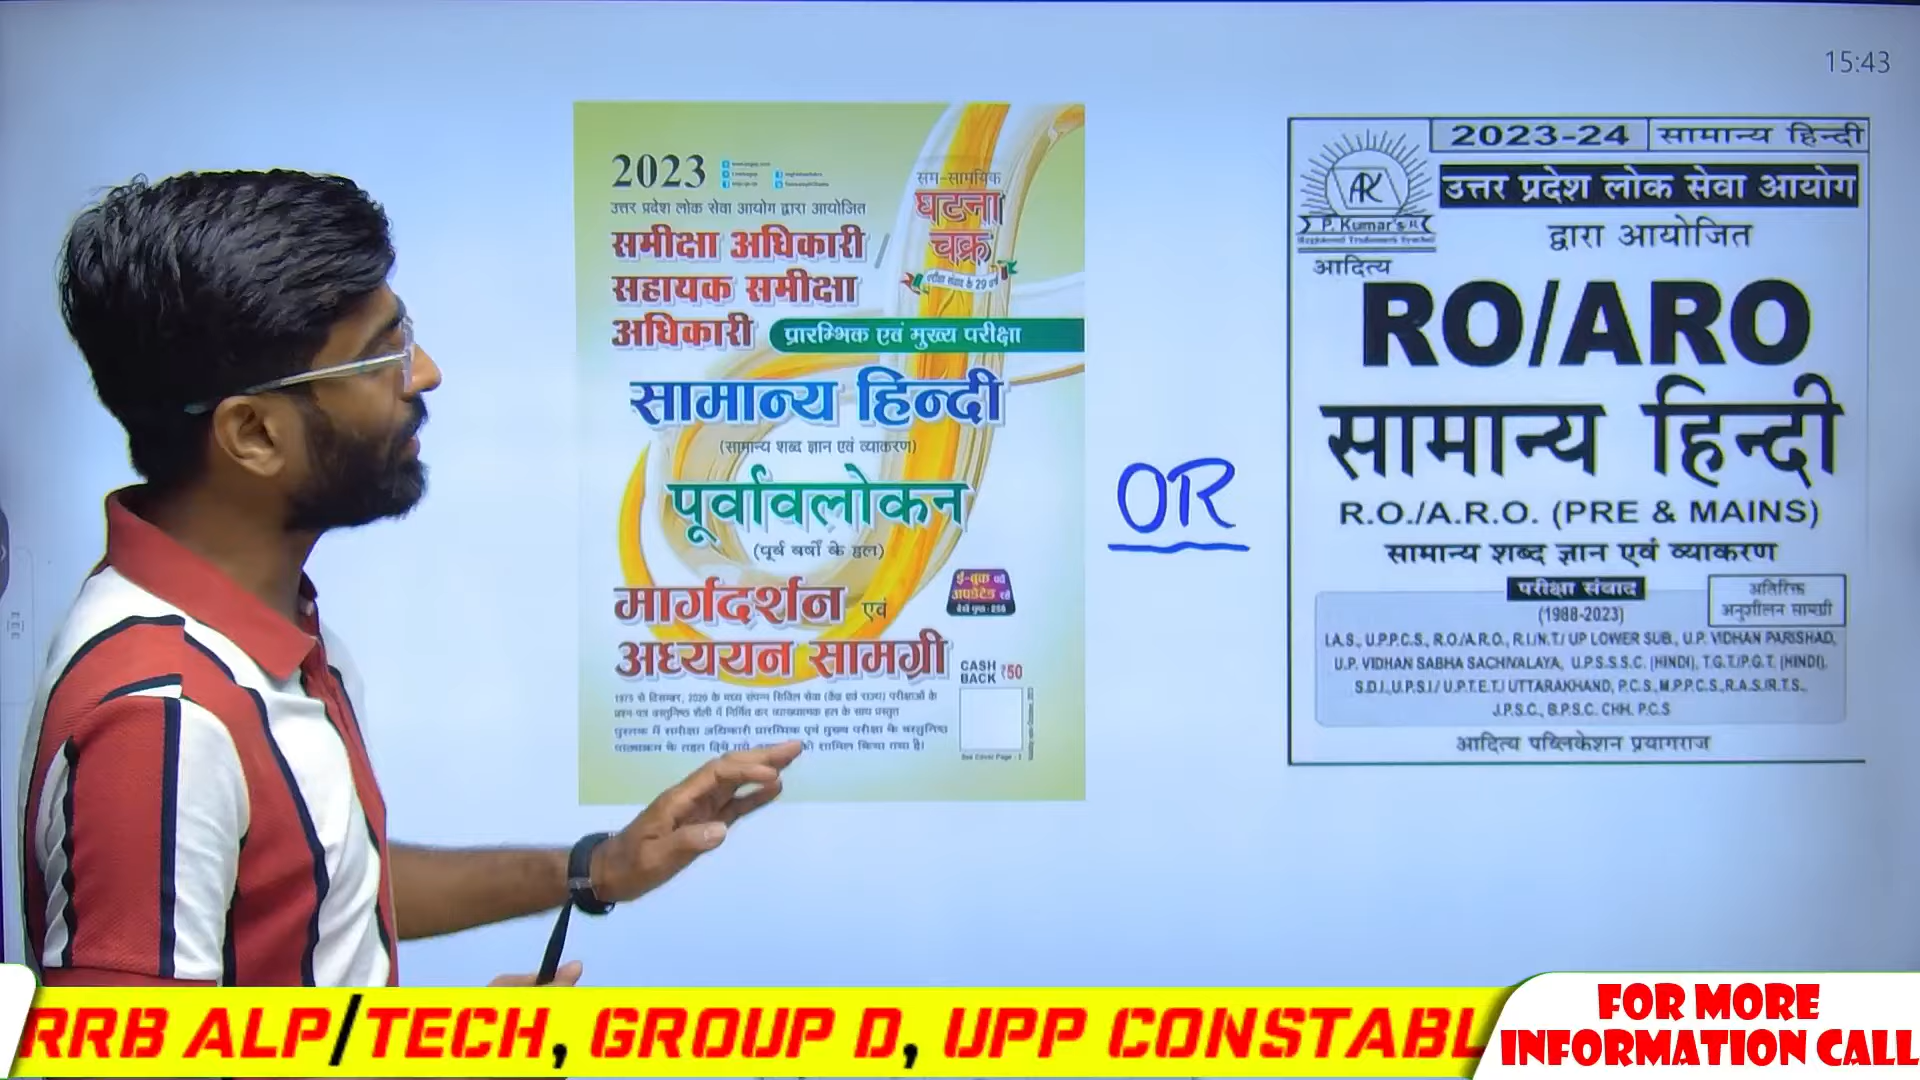 15:43
2023
उत्तर प्रदेश लोक सेवा आयोग द्वारा आयोजित
सम-सामयिक
घटना
चक्र
समीक्षा अधिकारी /
सहायक समीक्षा
अधिकारी
प्रारम्भिक एवं मुख्य परीक्षा
सामान्य हिन्दी
(सामान्य शब्द ज्ञान एवं व्याकरण)
पूर्वावलोकन
(पूर्व वर्षों के हल)
मार्गदर्शन एवं
अध्ययन सामग्री
CASH
BACK ₹50
OR
2023-24
सामान्य हिन्दी
P. Kumar's
आदित्य
उत्तर प्रदेश लोक सेवा आयोग
द्वारा आयोजित
RO/ARO
सामान्य हिन्दी
R.O./A.R.O. (PRE & MAINS)
सामान्य शब्द ज्ञान एवं व्याकरण
परीक्षा संवाद
(1988-2023)
अतिरिक्त
अनुशीलन सामग्री
I.A.S., U.P.P.C.S., R.O./A.R.O., R.I./N.T./ UP LOWER SUB., U.P. VIDHAN PARISHAD,
U.P. VIDHAN SABHA SACHIVALAYA, U.P.S.S.S.C. (HINDI), T.G.T./P.G.T. (HINDI),
S.D.I., U.P.S.I./ U.P.T.E.T./ UTTARAKHAND, P.C.S., M.P.P.C.S., R.A.S./R.T.S.,
J.P.S.C., B.P.S.C. CHH. P.C.S
आदित्य पब्लिकेशन प्रयागराज
RRB ALP/TECH, GROUP D, UPP CONSTABL
FOR MORE
INFORMATION CALL